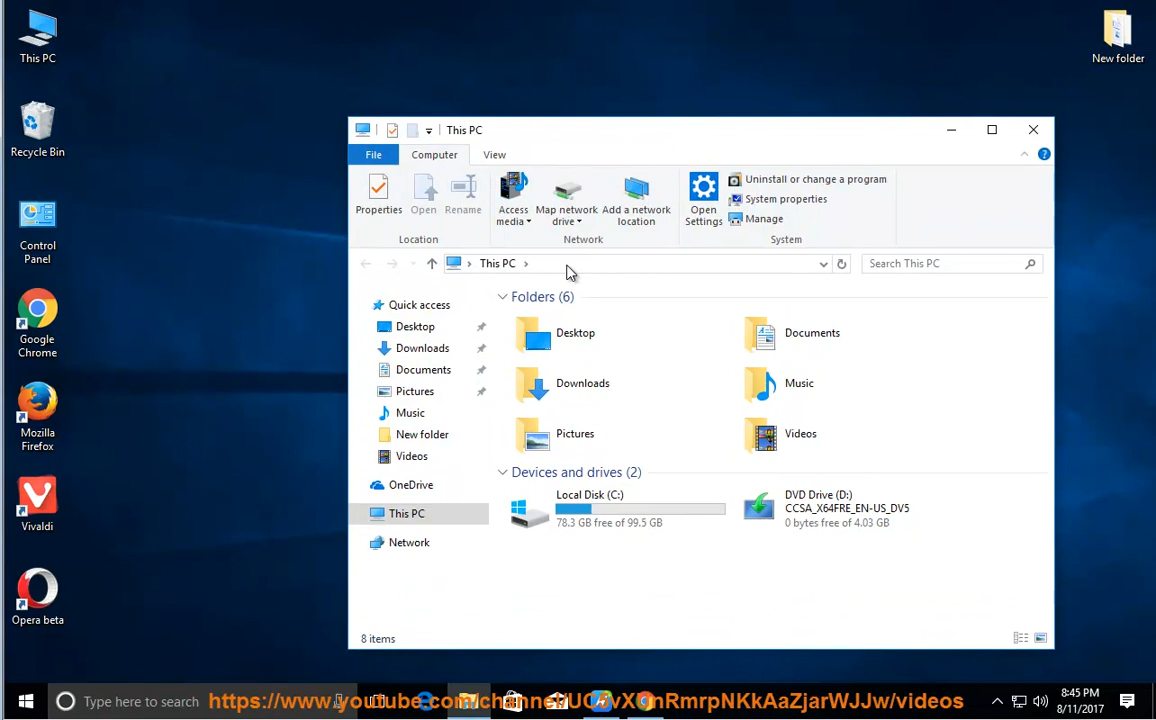 This PC
New folder
Recycle Bin
Control
Panel
Google
Chrome
Mozilla
Firefox
Vivaldi
Opera beta
This PC
File
Computer
View
Properties
Open
Rename
Location
Access
media
Map network
drive
Add a network
location
Network
Open
Settings
Uninstall or change a program
System properties
Manage
System
This PC
Search This PC
Quick access
Desktop
Downloads
Documents
Pictures
Music
New folder
Videos
OneDrive
This PC
Network
Folders (6)
Desktop
Documents
Downloads
Music
Pictures
Videos
Devices and drives (2)
Local Disk (C:)
78.3 GB free of 99.5 GB
DVD Drive (D:)
CCSA_X64FRE_EN-US_DV5
0 bytes free of 4.03 GB
8 items
Type here to search
8:45 PM
8/11/2017